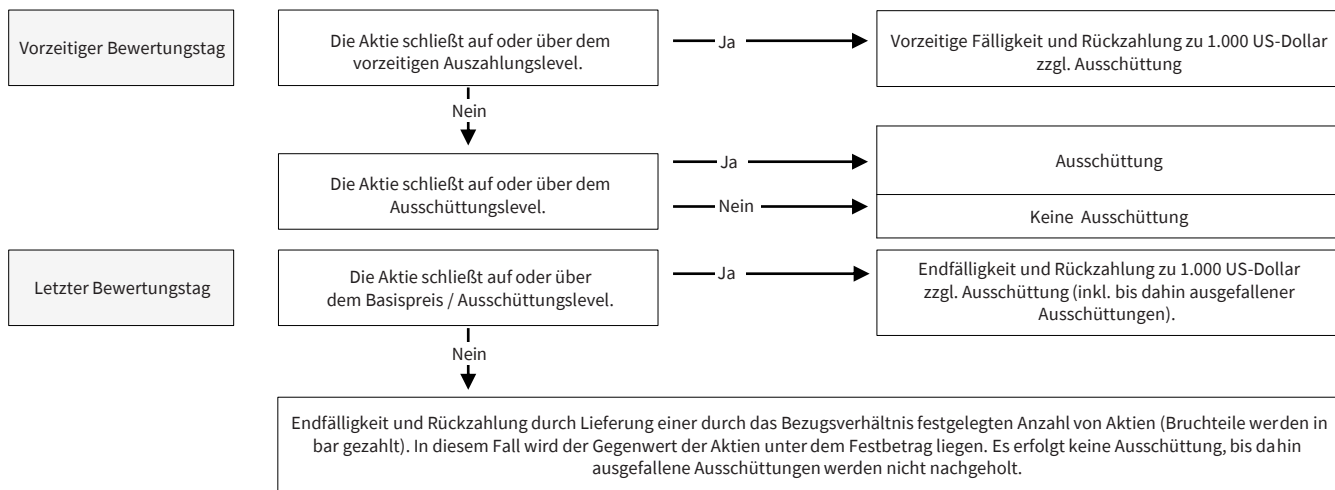 Vorzeitiger Bewertungstag
Die Aktie schließt auf oder über dem
vorzeitigen Auszahlungslevel.
Ja
Vorzeitige Fälligkeit und Rückzahlung zu 1.000 US-Dollar
zzgl. Ausschüttung
Nein
Die Aktie schließt auf oder über dem
Ausschüttungslevel.
Ja
Ausschüttung
Nein
Keine Ausschüttung
Letzter Bewertungstag
Die Aktie schließt auf oder über
dem Basispreis / Ausschüttungslevel.
Ja
Endfälligkeit und Rückzahlung zu 1.000 US-Dollar
zzgl. Ausschüttung (inkl. bis dahin ausgefallener
Ausschüttungen).
Nein
Endfälligkeit und Rückzahlung durch Lieferung einer durch das Bezugsverhältnis festgelegten Anzahl von Aktien (Bruchteile werden in
bar gezahlt). In diesem Fall wird der Gegenwert der Aktien unter dem Festbetrag liegen. Es erfolgt keine Ausschüttung, bis dahin
ausgefallene Ausschüttungen werden nicht nachgeholt.